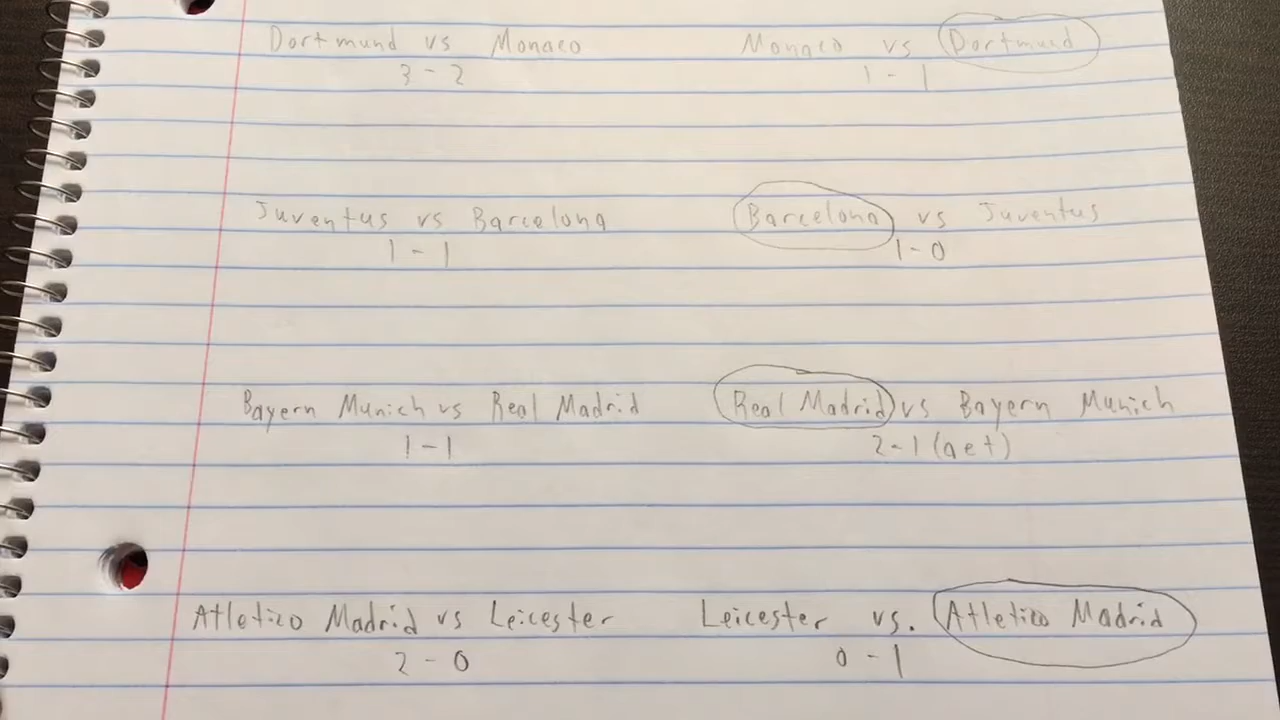 Dortmund vs Monaco Monaco vs Dortmund
3 - 2 1 - 1
Juventus vs Barcelona Barcelona vs Juventus
1 - 1 1 - 0
Bayern Munich vs Real Madrid Real Madrid vs Bayern Munich
1 - 1 2 - 1 (aet)
Atletico Madrid vs Leicester Leicester vs. Atletico Madrid
2 - 0 0 - 1